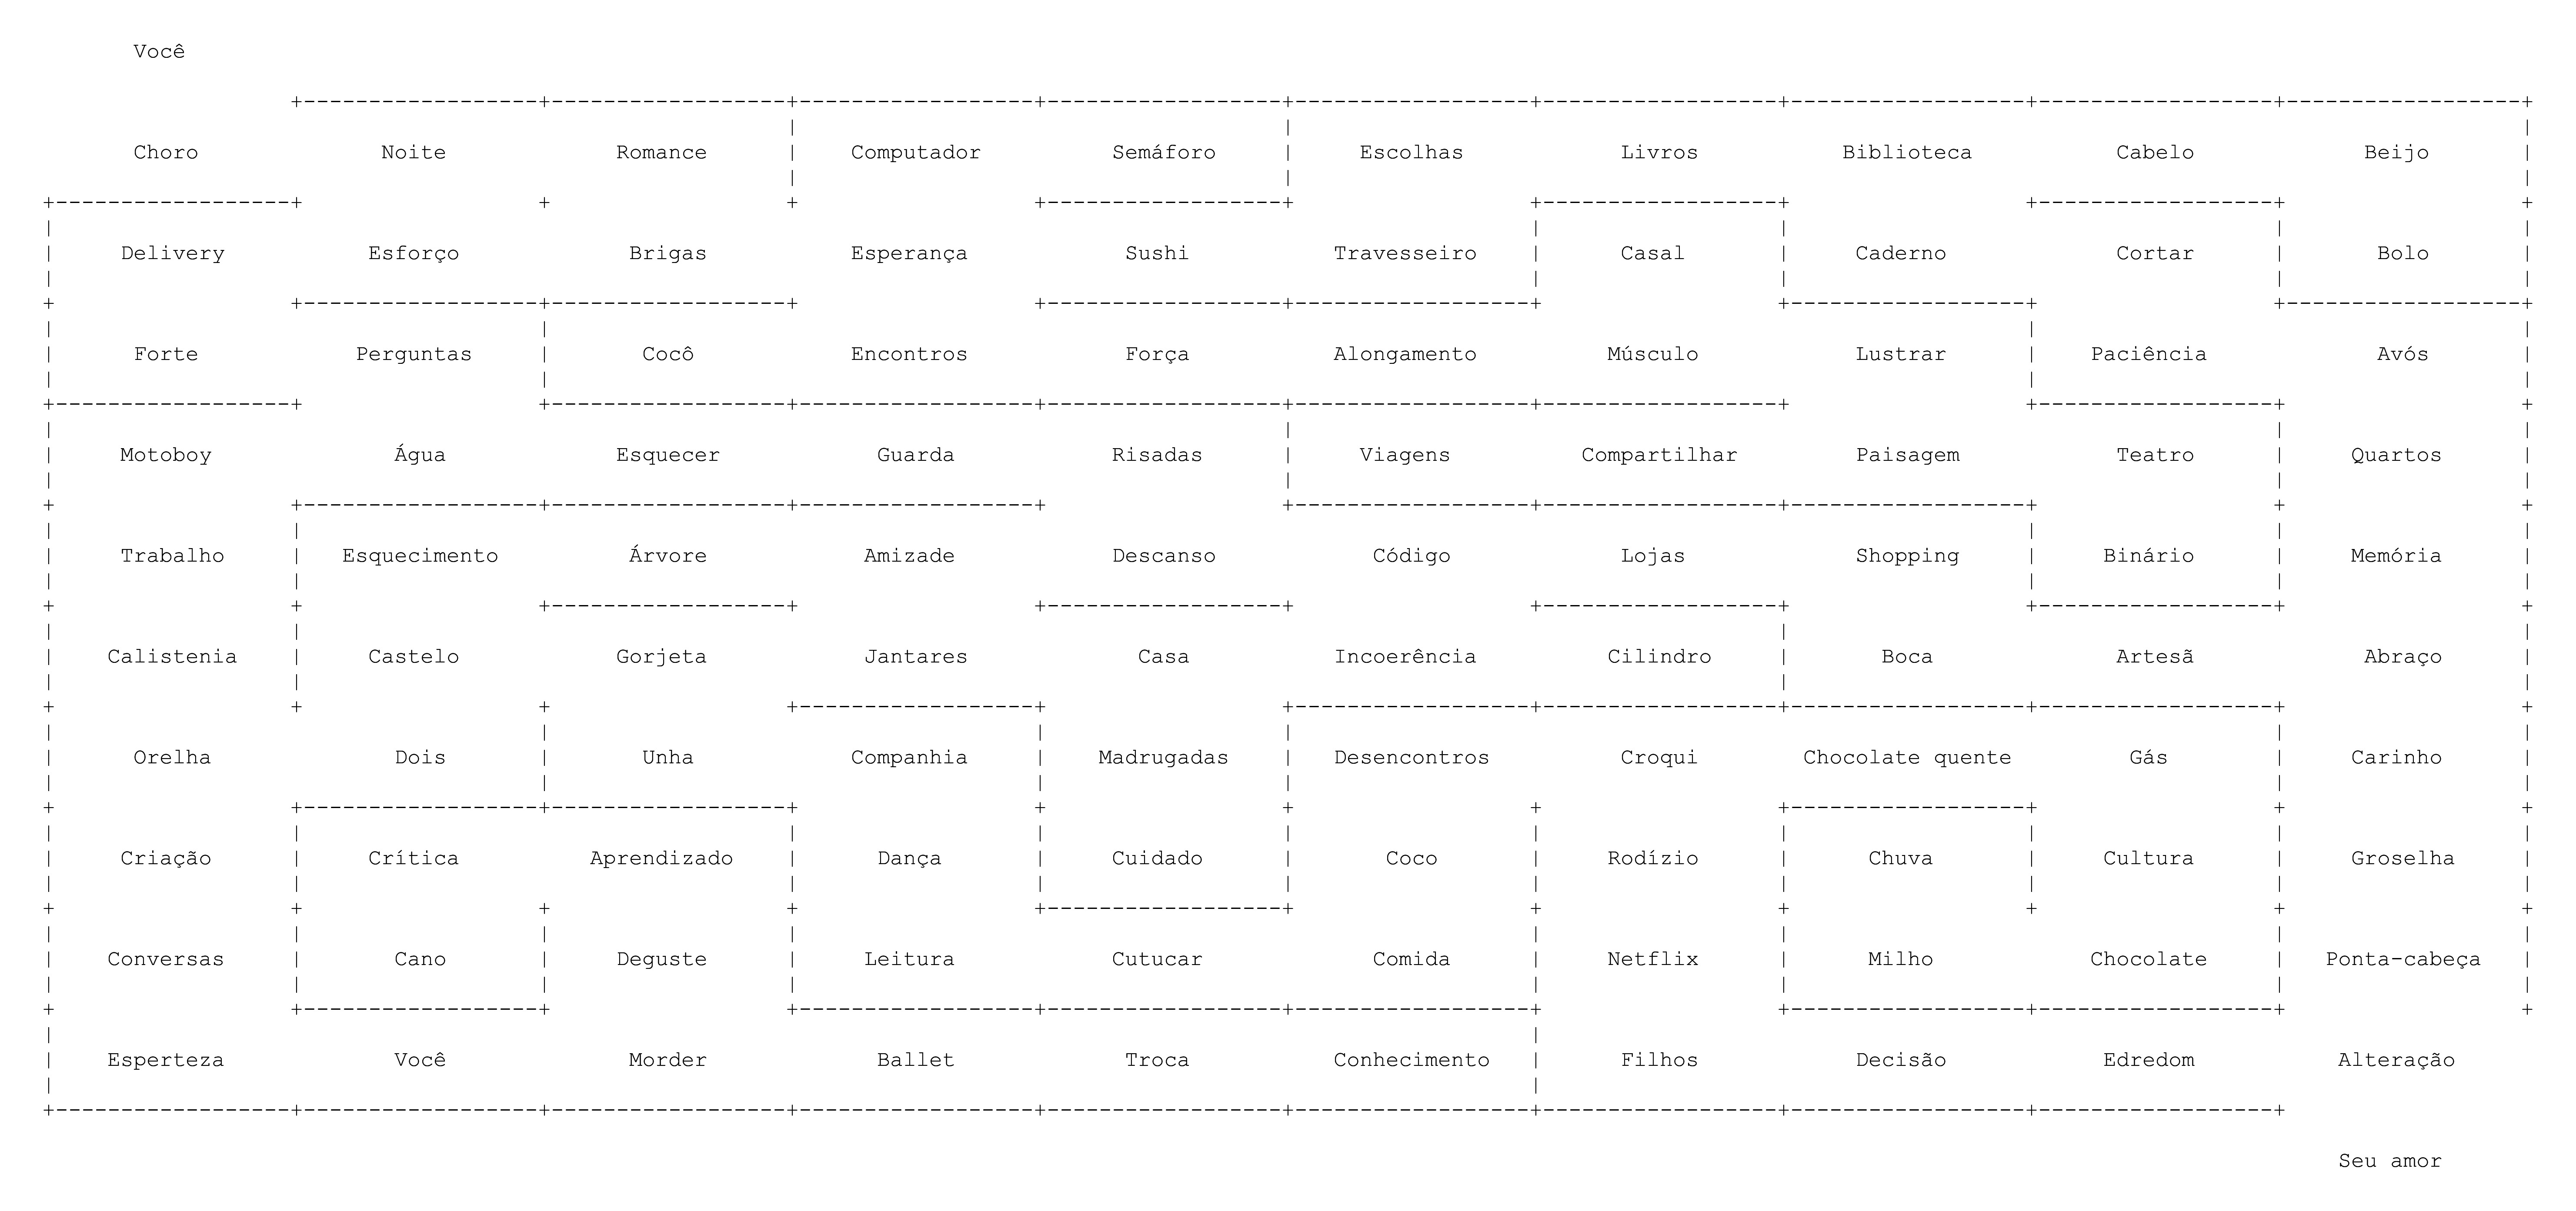 Você
Choro Noite Romance Computador Semáforo Escolhas Livros Biblioteca Cabelo Beijo
Delivery Esforço Brigas Esperança Sushi Travesseiro Casal Caderno Cortar Bolo
Forte Perguntas Cocô Encontros Força Alongamento Músculo Lustrar Paciência Avós
Motoboy Água Esquecer Guarda Risadas Viagens Compartilhar Paisagem Teatro Quartos
Trabalho Esquecimento Árvore Amizade Descanso Código Lojas Shopping Binário Memória
Calistenia Castelo Gorjeta Jantares Casa Incoerência Cilindro Boca Artesã Abraço
Orelha Dois Unha Companhia Madrugadas Desencontros Croqui Chocolate quente Gás Carinho
Criação Crítica Aprendizado Dança Cuidado Coco Rodízio Chuva Cultura Groselha
Conversas Cano Deguste Leitura Cutucar Comida Netflix Milho Chocolate Ponta-cabeça
Esperteza Você Morder Ballet Troca Conhecimento Filhos Decisão Edredom Alteração
Seu amor